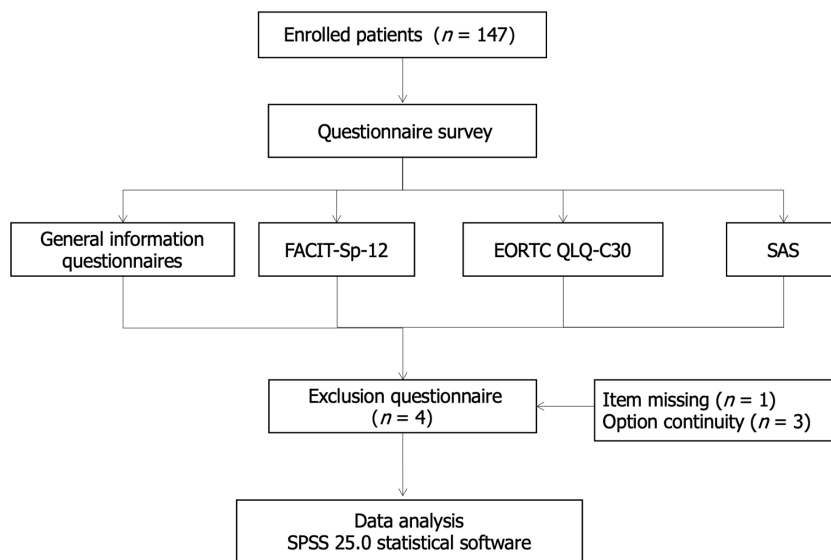 Enrolled patients (n = 147)
Questionnaire survey
General information
questionnaires
FACIT-Sp-12
EORTC QLQ-C30
SAS
Exclusion questionnaire
(n = 4)
Item missing (n = 1)
Option continuity (n = 3)
Data analysis
SPSS 25.0 statistical software